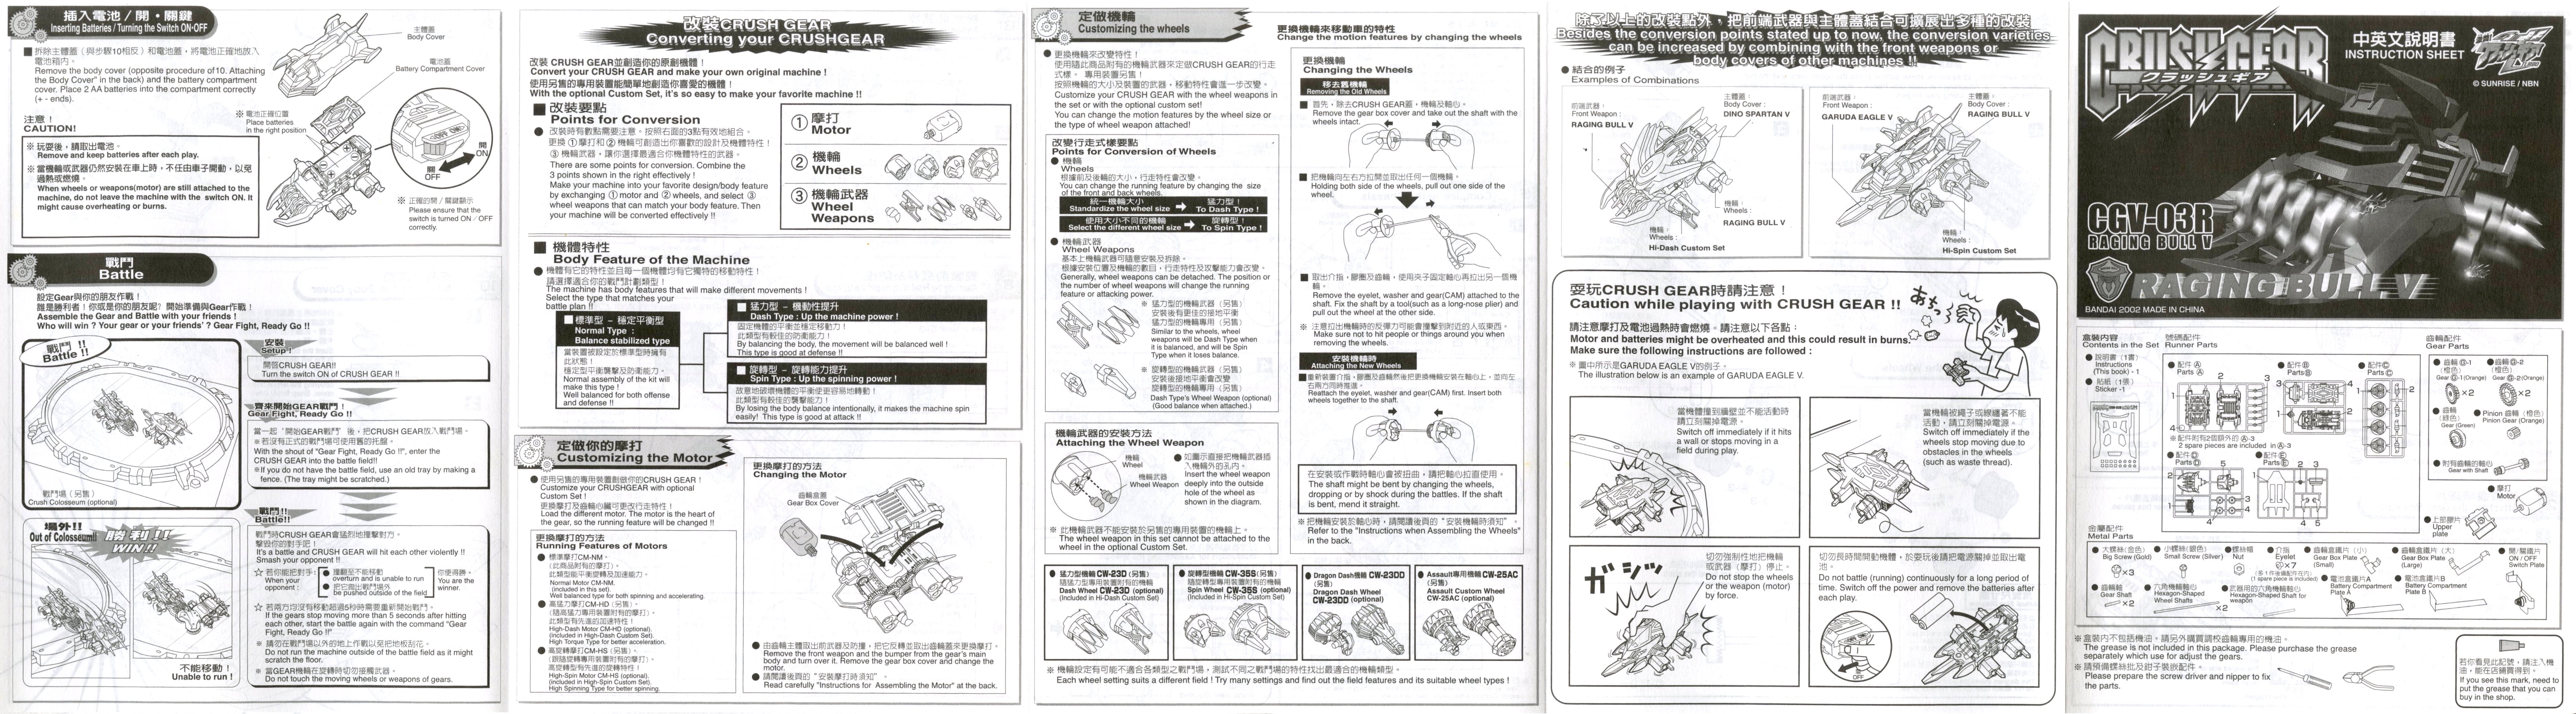 插入電池 / 開・關鍵
Inserting Batteries / Turning the Switch ON-OFF
■ 拆除主體蓋（與步驟10相反）和電池蓋，將電池正確地放入
電池箱內。
Remove the body cover (opposite procedure of 10. Attaching
the Body Cover" in the back) and the battery compartment
cover. Place 2 AA batteries into the compartment correctly
(+ - ends).
主體蓋
Body Cover
電池蓋
Battery Compartment Cover
※ 電池正確位置
Place batteries
in the right position
注意！
CAUTION!
※ 玩耍後，請取出電池。
Remove and keep batteries after each play.
※ 當機輪或武器仍然安裝在車上時，不任由車子開動，以免
過熱或燃燒。
When wheels or weapons(motor) are still attached to the
machine, do not leave the machine with the switch ON. It
might cause overheating or burns.
開
ON
關
OFF
※ 正確的開 / 關鍵顯示
Please ensure that the
switch is turned ON / OFF
correctly.
戰鬥
Battle
設定Gear與你的朋友作戰！
誰是勝利者！你或是你的朋友呢？開始準備與Gear作戰！
Assemble the Gear and Battle with your friends !
Who will win ? Your gear or your friends' ? Gear Fight, Ready Go !!
戰鬥!!
Battle !!
戰鬥場（另售）
Crush Colosseum (optional)
安裝
Setup !
開啓CRUSH GEAR!!
Turn the switch ON of CRUSH GEAR !!
齊來開始GEAR戰鬥！
Gear Fight, Ready Go !!
當一起 "開始GEAR戰鬥" 後，把CRUSH GEAR放入戰鬥場。
※若沒有正式的戰鬥場可使用舊的托盤。
With the shout of "Gear Fight, Ready Go !!", enter the
CRUSH GEAR into the battle field!!
※If you do not have the battle field, use an old tray by making a
fence. (The tray might be scratched.)
戰鬥!!
Battle!!
戰鬥時CRUSH GEAR會猛烈地撞擊對方。
擊毀你的對手吧！
It's a battle and CRUSH GEAR will hit each other violently !!
Smash your opponent !!
☆ 若你能把對手:
When your
opponent :
● 撞翻至不能移動
overturn and is unable to run
● 把它踢出戰鬥場外
be pushed outside of the field
你便得勝。
You are the
winner.
☆ 若兩方均沒有移動超過5秒時需要重新開始戰鬥。
If the gears stop moving more than 5 seconds after hitting
each other, start the battle again with the command "Gear
Fight, Ready Go !!"
※ 請勿在戰鬥場以外的地上作戰以至把地板刮花。
Do not run the machine outside of the battle field as it might
scratch the floor.
※ 當GEAR機輪在旋轉時切勿接觸武器。
Do not touch the moving wheels or weapons of gears.
場外!!
Out of Colosseum!!
勝利!!
WIN!!
不能移動！
Unable to run !
改裝CRUSH GEAR
Converting your CRUSHGEAR
改裝 CRUSH GEAR並創造你的原創機體！
Convert your CRUSH GEAR and make your own original machine !
使用另售的專用裝置能簡單地創造你喜愛的機體！
With the optional Custom Set, it's so easy to make your favorite machine !!
■ 改裝要點
Points for Conversion
● 改裝時有數點需要注意。按照右面的3點有效地組合。
更換 ① 摩打和 ② 機輪可創造出你喜歡的設計及機體特性！
③ 機輪武器，讓你選擇最適合你機體特性的武器。
There are some points for conversion. Combine the
3 points shown in the right effectively !
Make your machine into your favorite design/body feature
by exchanging ① motor and ② wheels, and select ③
wheel weapons that can match your body feature. Then
your machine will be converted effectively !!
① 摩打
Motor
② 機輪
Wheels
③ 機輪武器
Wheel
Weapons
■ 機體特性
Body Feature of the Machine
● 機體有它的特性並且每一個機體均有它獨特的移動特性！
請選擇適合你的戰鬥計劃類型！
The machine has body features that will make different movements !
Select the type that matches your
battle plan !!
■ 標準型 – 穩定平衡型
Normal Type :
Balance stabilized type
當裝置被設定於標準型時擁有
此狀態！
穩定型平衡襲擊及防衛能力。
Normal assembly of the kit will
make this type !
Well balanced for both offense
and defense !!
■ 猛力型 – 機動性提升
Dash Type : Up the machine power !
固定機體的平衡並穩定移動力！
此類型有較佳的防衛能力！
By balancing the body, the movement will be balanced well !
This type is good at defense !!
■ 旋轉型 – 旋轉能力提升
Spin Type : Up the spinning power !
故意地破壞機體的平衡使更容易地轉動！
此類型有較佳的襲擊能力！
By losing the body balance intentionally, it makes the machine spin
easily! This type is good at attack !!
定做你的摩打
Customizing the Motor
● 使用另售的專用裝置創做你的CRUSH GEAR！
Customize your CRUSHGEAR with optional
Custom Set !
更換摩打及齒輪心臟可更改行走特性！
Load the different motor. The motor is the heart of
the gear, so the running feature will be changed !!
更換摩打的方法
Running Features of Motors
● 標準摩打CM-NM。
（此商品附有的摩打）。
此類型能平衡旋轉及加速能力。
Normal Motor CM-NM.
(included in this set).
Well balanced type for both spinning and accelerating.
● 高猛力摩打CM-HD（另售）。
（隨高猛力專用裝置附有的摩打）。
此類型有先進的加速特性！
High-Dash Motor CM-HD (optional).
(included in High-Dash Custom Set).
High Torque Type for better acceleration.
● 高旋轉摩打CM-HS（另售）。
（跟隨旋轉專用裝置附有的摩打）。
高旋轉型有先進的旋轉特性！
High-Spin Motor CM-HS (optional).
(included in High-Spin Custom Set).
High Spinning Type for better spinning.
更換摩打的方法
Changing the Motor
齒輪盒蓋
Gear Box Cover
● 由齒輪主體取出前武器及防撞，把它反轉並取出齒輪蓋來更換摩打。
Remove the front weapon and the bumper from the gear's main
body and turn over it. Remove the gear box cover and change the
motor.
● 請閱讀後頁的 "安裝摩打時須知"。
Read carefully "Instructions for Assembling the Motor" at the back.
定做機輪
Customizing the wheels
● 更換機輪來改變特性！
使用隨此商品附有的機輪武器來定做CRUSH GEAR的行走
式樣。專用裝置另售！
按照機輪的大小及裝置的武器，移動特性會進一步改變。
Customize your CRUSH GEAR with the wheel weapons in
the set or with the optional custom set!
You can change the motion features by the wheel size or
the type of wheel weapon attached!
改變行走式樣要點
Points for Conversion of Wheels
● 機輪
Wheels
根據前及後輪的大小，行走特性會改變。
You can change the running feature by changing the size
of the front and back wheels.
統一機輪大小
Standardize the wheel size
猛力型！
To Dash Type !
使用大小不同的機輪
Select the different wheel size
旋轉型！
To Spin Type !
● 機輪武器
Wheel Weapons
基本上機輪武器可隨意安裝及拆除。
根據安裝位置及機輪的數目，行走特性及攻擊能力會改變。
Generally, wheel weapons can be detached. The position or
the number of wheel weapons will change the running
feature or attacking power.
※ 猛力型的機輪武器（另售）
安裝後有更佳的接地平衡
猛力型的機輪專用（另售）
Similar to the wheels, wheel
weapons will be Dash Type when
it is balanced, and will be Spin
Type when it loses balance.
※ 旋轉型的機輪武器（另售）
安裝後接地平衡會改變
旋轉型的機輪專用（另售）
Dash Type's Wheel Weapon (optional)
(Good balance when attached.)
機輪武器的安裝方法
Attaching the Wheel Weapon
機輪
Wheel
機輪武器
Wheel Weapon
● 如圖示直接把機輪武器插
入機輪外的孔內。
Insert the wheel weapon
deeply into the outside
hole of the wheel as
shown in the diagram.
※ 此機輪武器不能安裝於另售的專用裝置的機輪上。
The wheel weapon in this set cannot be attached to the
wheel in the optional Custom Set.
更換機輪來移動車的特性
Change the motion features by changing the wheels
更換機輪
Changing the Wheels
移去舊機輪
Removing the Old Wheels
■ 首先，除去CRUSH GEAR蓋，機輪及軸心。
Remove the gear box cover and take out the shaft with the
wheels intact.
■ 把機輪向左右方拉開並取出任何一個機輪。
Holding both side of the wheels, pull out one side of the
wheel.
■ 取出介指，膠圈及齒輪，使用夾子固定軸心再拉出另一個機
輪。
Remove the eyelet, washer and gear(CAM) attached to the
shaft. Fix the shaft by a tool(such as a long-nose plier) and
pull out the wheel at the other side.
※ 注意拉出機輪時的反彈力可能會撞擊到附近的人或東西。
Make sure not to hit people or things around you when
removing the wheels.
安裝機輪時
Attaching the New Wheels
■ 重新裝置介指，膠圈及齒輪然後把機輪安裝在軸心上，並向左
右兩方同時推進。
Reattach the eyelet, washer and gear(CAM) first. Insert both
wheels together to the shaft.
在安裝或作戰時軸心會被扭曲，請把軸心拉直使用。
The shaft might be bent by changing the wheels,
dropping or by shock during the battles. If the shaft
is bent, mend it straight.
※ 把機輪安裝於軸心時，請閱讀後頁的 "安裝機輪時須知"。
Refer to the "Instructions when Assembling the Wheels"
in the back.
● 猛力型機輪 CW-23D (另售)
隨猛力型專用裝置附有的機輪
Dash Wheel CW-23D (optional)
(Included in Hi-Dash Custom Set)
● 旋轉型機輪 CW-35S(另售)
隨旋轉型專用裝置附有的機輪
Spin Wheel CW-35S (optional)
(Included in Hi-Spin Custom Set)
● Dragon Dash機輪 CW-23DD
(另售)
Dragon Dash Wheel
CW-23DD (optional)
● Assault專用機輪 CW-25AC
(另售)
Assault Custom Wheel
CW-25AC (optional)
※ 機輪設定有可能不適合各類型之戰鬥場，測試不同之戰鬥場的特性找出最適合的機輪類型。
Each wheel setting suits a different field ! Try many settings and find out the field features and its suitable wheel types !
除了以上的改裝點外，把前端武器與主體蓋結合可擴展出多種的改裝
Besides the conversion points stated up to now, the conversion varieties
can be increased by combining with the front weapons or
body covers of other machines !!
● 結合的例子
Examples of Combinations
前端武器：
Front Weapon :
RAGING BULL V
主體蓋：
Body Cover :
DINO SPARTAN V
機輪：
Wheels :
RAGING BULL V
機輪：
Wheels :
Hi-Dash Custom Set
前端武器：
Front Weapon :
GARUDA EAGLE V
主體蓋：
Body Cover :
RAGING BULL V
機輪：
Wheels :
Hi-Spin Custom Set
耍玩CRUSH GEAR時請注意！
Caution while playing with CRUSH GEAR !!
あちっ
請注意摩打及電池過熱時會燃燒。請注意以下各點：
Motor and batteries might be overheated and this could result in burns.
Make sure the following instructions are followed :
※ 圖中所示是GARUDA EAGLE V的例子。
The illustration below is an example of GARUDA EAGLE V.
當機體撞到牆壁並不能活動時
請立刻關掉電源。
Switch off immediately if it hits
a wall or stops moving in a
field during play.
當機輪被繩子或線纏著不能
活動，請立刻關掉電源。
Switch off immediately if the
wheels stop moving due to
obstacles in the wheels
(such as waste thread).
ガシッ
切勿強制性地把機輪
或武器（摩打）停止。
Do not stop the wheels
or the weapon (motor)
by force.
切勿長時間開動機體，於耍玩後請把電源關掉並取出電
池。
Do not battle (running) continuously for a long period of
time. Switch off the power and remove the batteries after
each play.
OFF
CRUSH GEAR
クラッシュギア
中英文說明書
INSTRUCTION SHEET
© SUNRISE / NBN
CGV-03R
RAGING BULL V
RAGING BULL V
BANDAI 2002 MADE IN CHINA
盒裝內容
Contents in the Set
● 說明書（1書）
Instructions
(This book) - 1
● 貼紙（1張）
Sticker -1
號碼配件
Runner Parts
● 配件Ⓐ
Parts Ⓐ
● 配件Ⓑ
Parts Ⓑ
● 配件Ⓒ
Parts Ⓒ
※配件附有2個額外的 Ⓐ-3
2 spare pieces are included in Ⓐ-3
● 配件Ⓓ
Parts Ⓓ
● 配件Ⓔ
Parts Ⓔ
齒輪配件
Gear Parts
● 齒輪 Ⓖ-1
(橙色)
Gear Ⓖ-1(Orange)
● 齒輪 Ⓖ-2
(橙色)
Gear Ⓖ-2(Orange)
● 齒輪
(綠色)
Gear (Green)
● Pinion 齒輪（橙色）
Pinion Gear (Orange)
● 附有齒輪的軸心
Gear with Shaft
● 摩打
Motor
● 上部膠片
Upper
plate
金屬配件
Metal Parts
● 大螺絲(金色)
Big Screw (Gold)
×3
● 小螺絲(銀色)
Small Screw (Silver)
● 螺絲帽
Nut
● 介指
Eyelet
×7
(多1件後備配件在內)
(1 spare piece is included)
● 齒輪盒鐵片（小）
Gear Box Plate
(Small)
● 齒輪盒鐵片（大）
Gear Box Plate
(Large)
● 開/關鐵片
ON / OFF
Switch Plate
● 齒輪軸
Gear Shaft
×2
● 六角機輪軸心
Hexagon-Shaped
Wheel Shafts
×2
● 武器用的六角機輪軸心
Hexagon-Shaped Shaft for
weapon
● 電池盒鐵片A
Battery Compartment
Plate A
● 電池盒鐵片B
Battery Compartment
Plate B
※ 盒裝內不包括機油。請另外購買調校齒輪專用的機油。
The grease is not included in this package. Please purchase the grease
separately which use for adjust the gears.
※ 請預備螺絲批及鉗子裝嵌配件。
Please prepare the screw driver and nipper to fix
the parts.
若你看見此記號，請注入機
油，能在店鋪買得到。
If you see this mark, need to
put the grease that you can
buy in the shop.